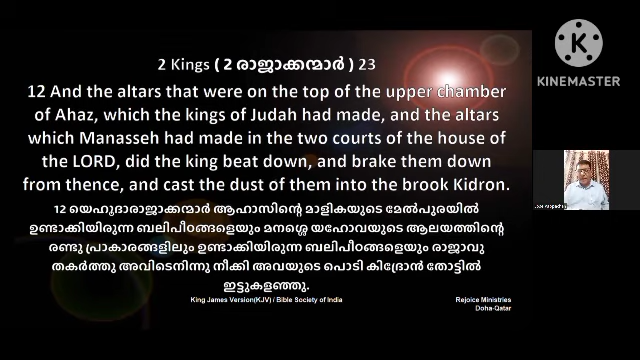 2 Kings ( 2 രാജാക്കന്മാർ ) 23
12 And the altars that were on the top of the upper chamber
of Ahaz, which the kings of Judah had made, and the altars
which Manasseh had made in the two courts of the house of
the LORD, did the king beat down, and brake them down
from thence, and cast the dust of them into the brook Kidron.
12 യെഹൂദാരാജാക്കന്മാർ ആഹാസിന്റെ മാളികയുടെ മേൽപുരയിൽ
ഉണ്ടാക്കിയിരുന്ന ബലിപീഠങ്ങളെയും മനശ്ശെ യഹോവയുടെ ആലയത്തിന്റെ
രണ്ടു പ്രാകാരങ്ങളിലും ഉണ്ടാക്കിയിരുന്ന ബലിപീഠങ്ങളെയും രാജാവു
തകർത്തു അവിടെനിന്നു നീക്കി അവയുടെ പൊടി കിദ്രോൻ തോട്ടിൽ
ഇട്ടുകളഞ്ഞു.
King James Version(KJV) / Bible Society of India
Rejoice Ministries
Doha-Qatar
KINEMASTER